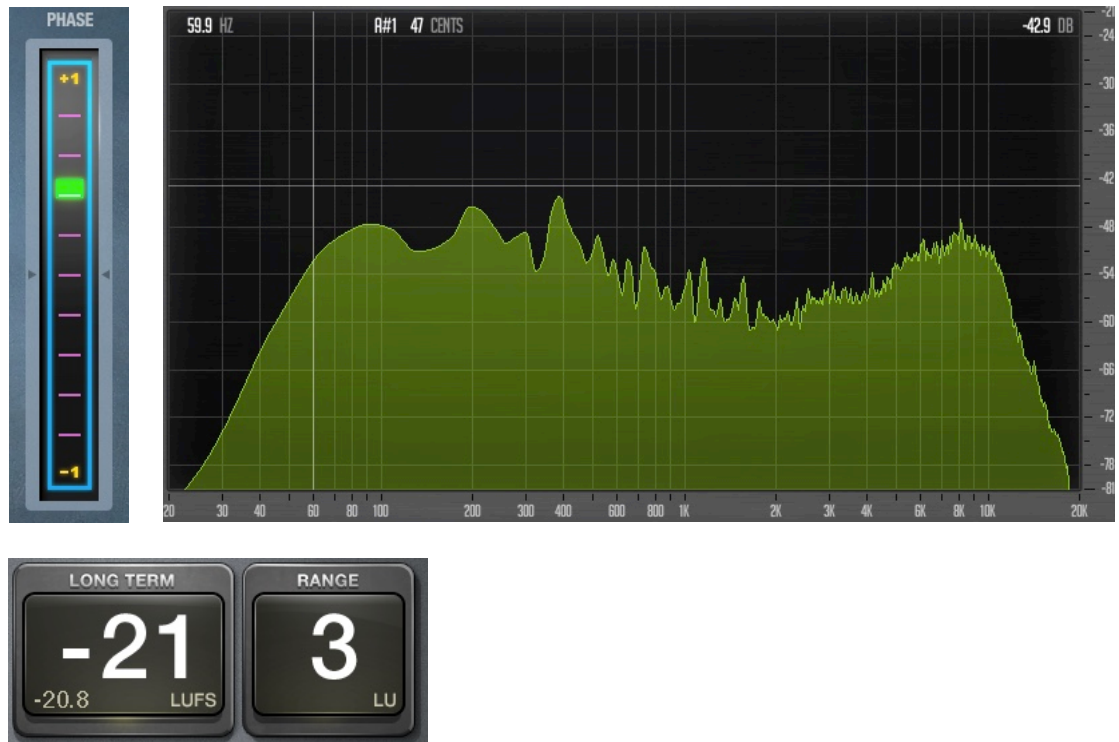 PHASE
+1
-1
59.9 HZ A#1 47 CENTS -42.9 DB
-21
-24
-30
-36
-42
-48
-54
-60
-66
-72
-78
-81
20 30 40 60 80 100 200 300 400 600 800 1K 2K 3K 4K 6K 8K 10K 20K
LONG TERM
-21
-20.8 LUFS
RANGE
3
LU